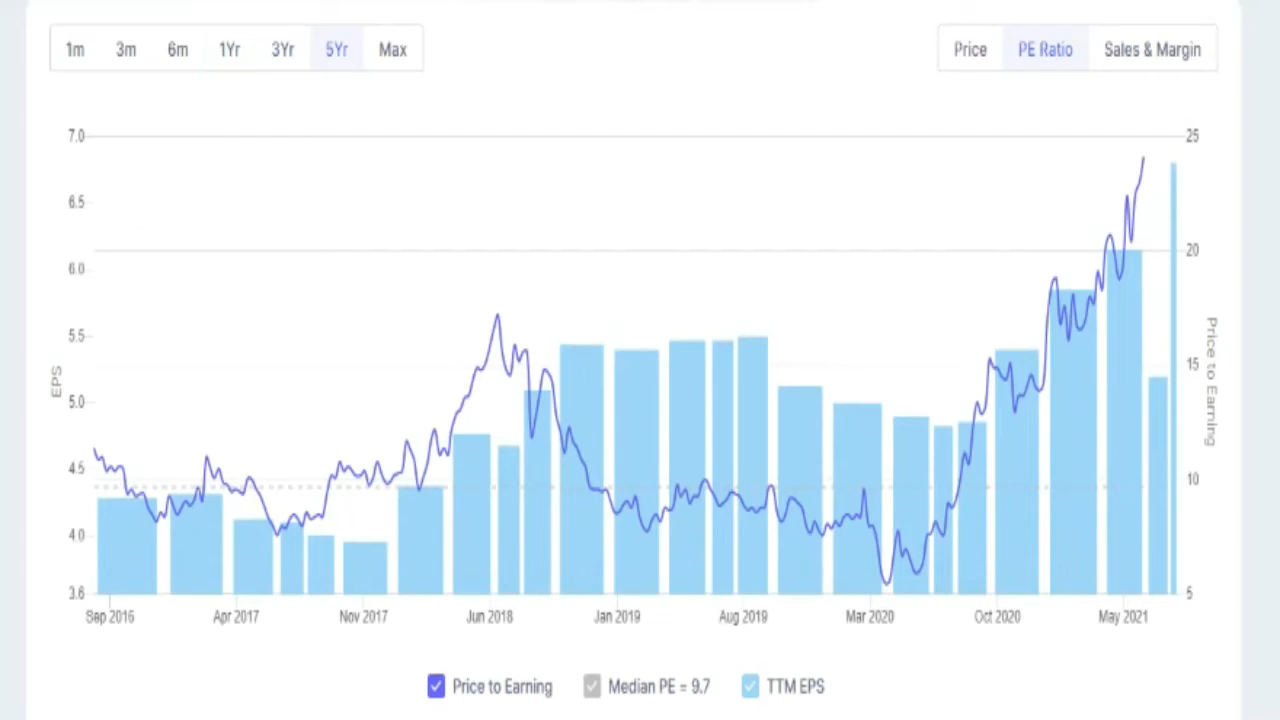 1m 3m 6m 1Yr 3Yr 5Yr Max Price PE Ratio Sales & Margin
7.0 25
6.5
20
6.0
5.5
15
EPS Price to Earning
5.0
4.5
10
4.0
3.6 5
Sep 2016 Apr 2017 Nov 2017 Jun 2018 Jan 2019 Aug 2019 Mar 2020 Oct 2020 May 2021
Price to Earning Median PE = 9.7 TTM EPS